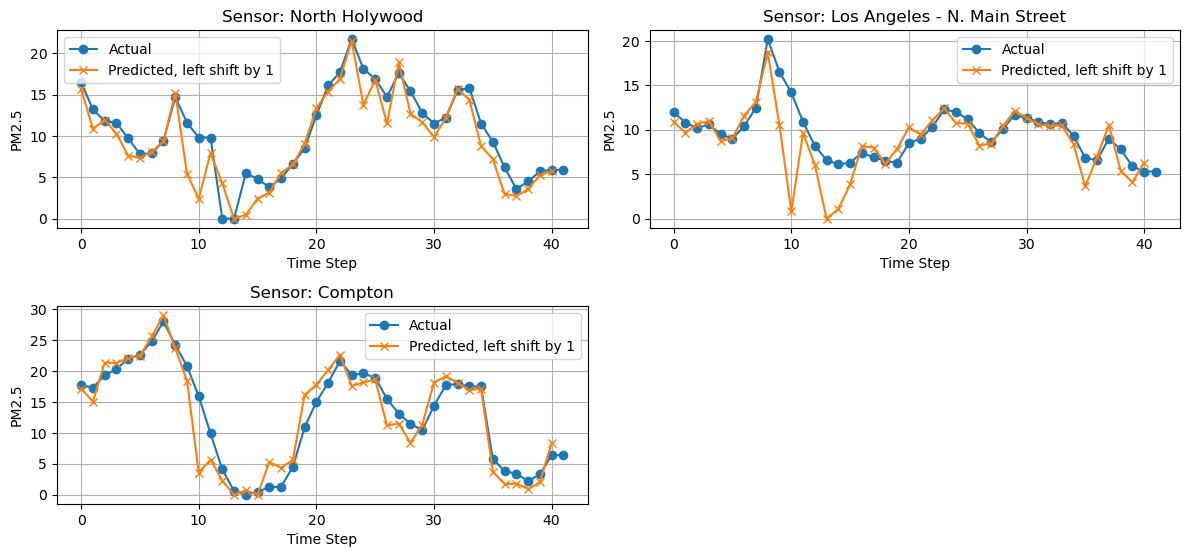 Sensor: North Holywood
Actual
Predicted, left shift by 1
PM2.5
20
15
10
5
0
0 10 20 30 40
Time Step
Sensor: Los Angeles - N. Main Street
Actual
Predicted, left shift by 1
PM2.5
20
15
10
5
0
0 10 20 30 40
Time Step
Sensor: Compton
Actual
Predicted, left shift by 1
PM2.5
30
25
20
15
10
5
0
0 10 20 30 40
Time Step